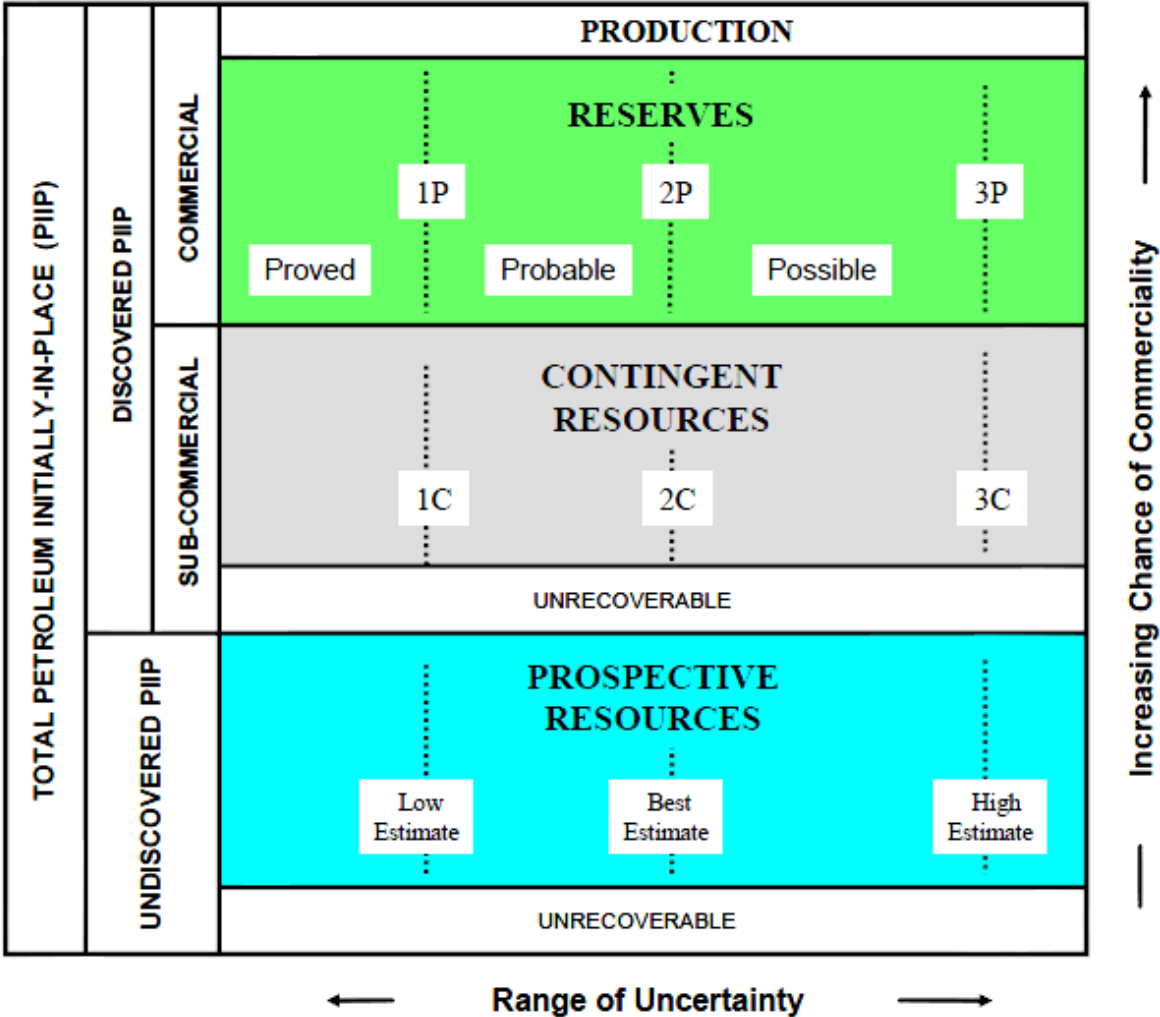 TOTAL PETROLEUM INITIALLY-IN-PLACE (PIIP)
DISCOVERED PIIP
COMMERCIAL
PRODUCTION
RESERVES
1P
2P
3P
Proved
Probable
Possible
SUB-COMMERCIAL
CONTINGENT
RESOURCES
1C
2C
3C
UNRECOVERABLE
UNDISCOVERED PIIP
PROSPECTIVE
RESOURCES
Low
Estimate
Best
Estimate
High
Estimate
UNRECOVERABLE
Increasing Chance of Commerciality
Range of Uncertainty